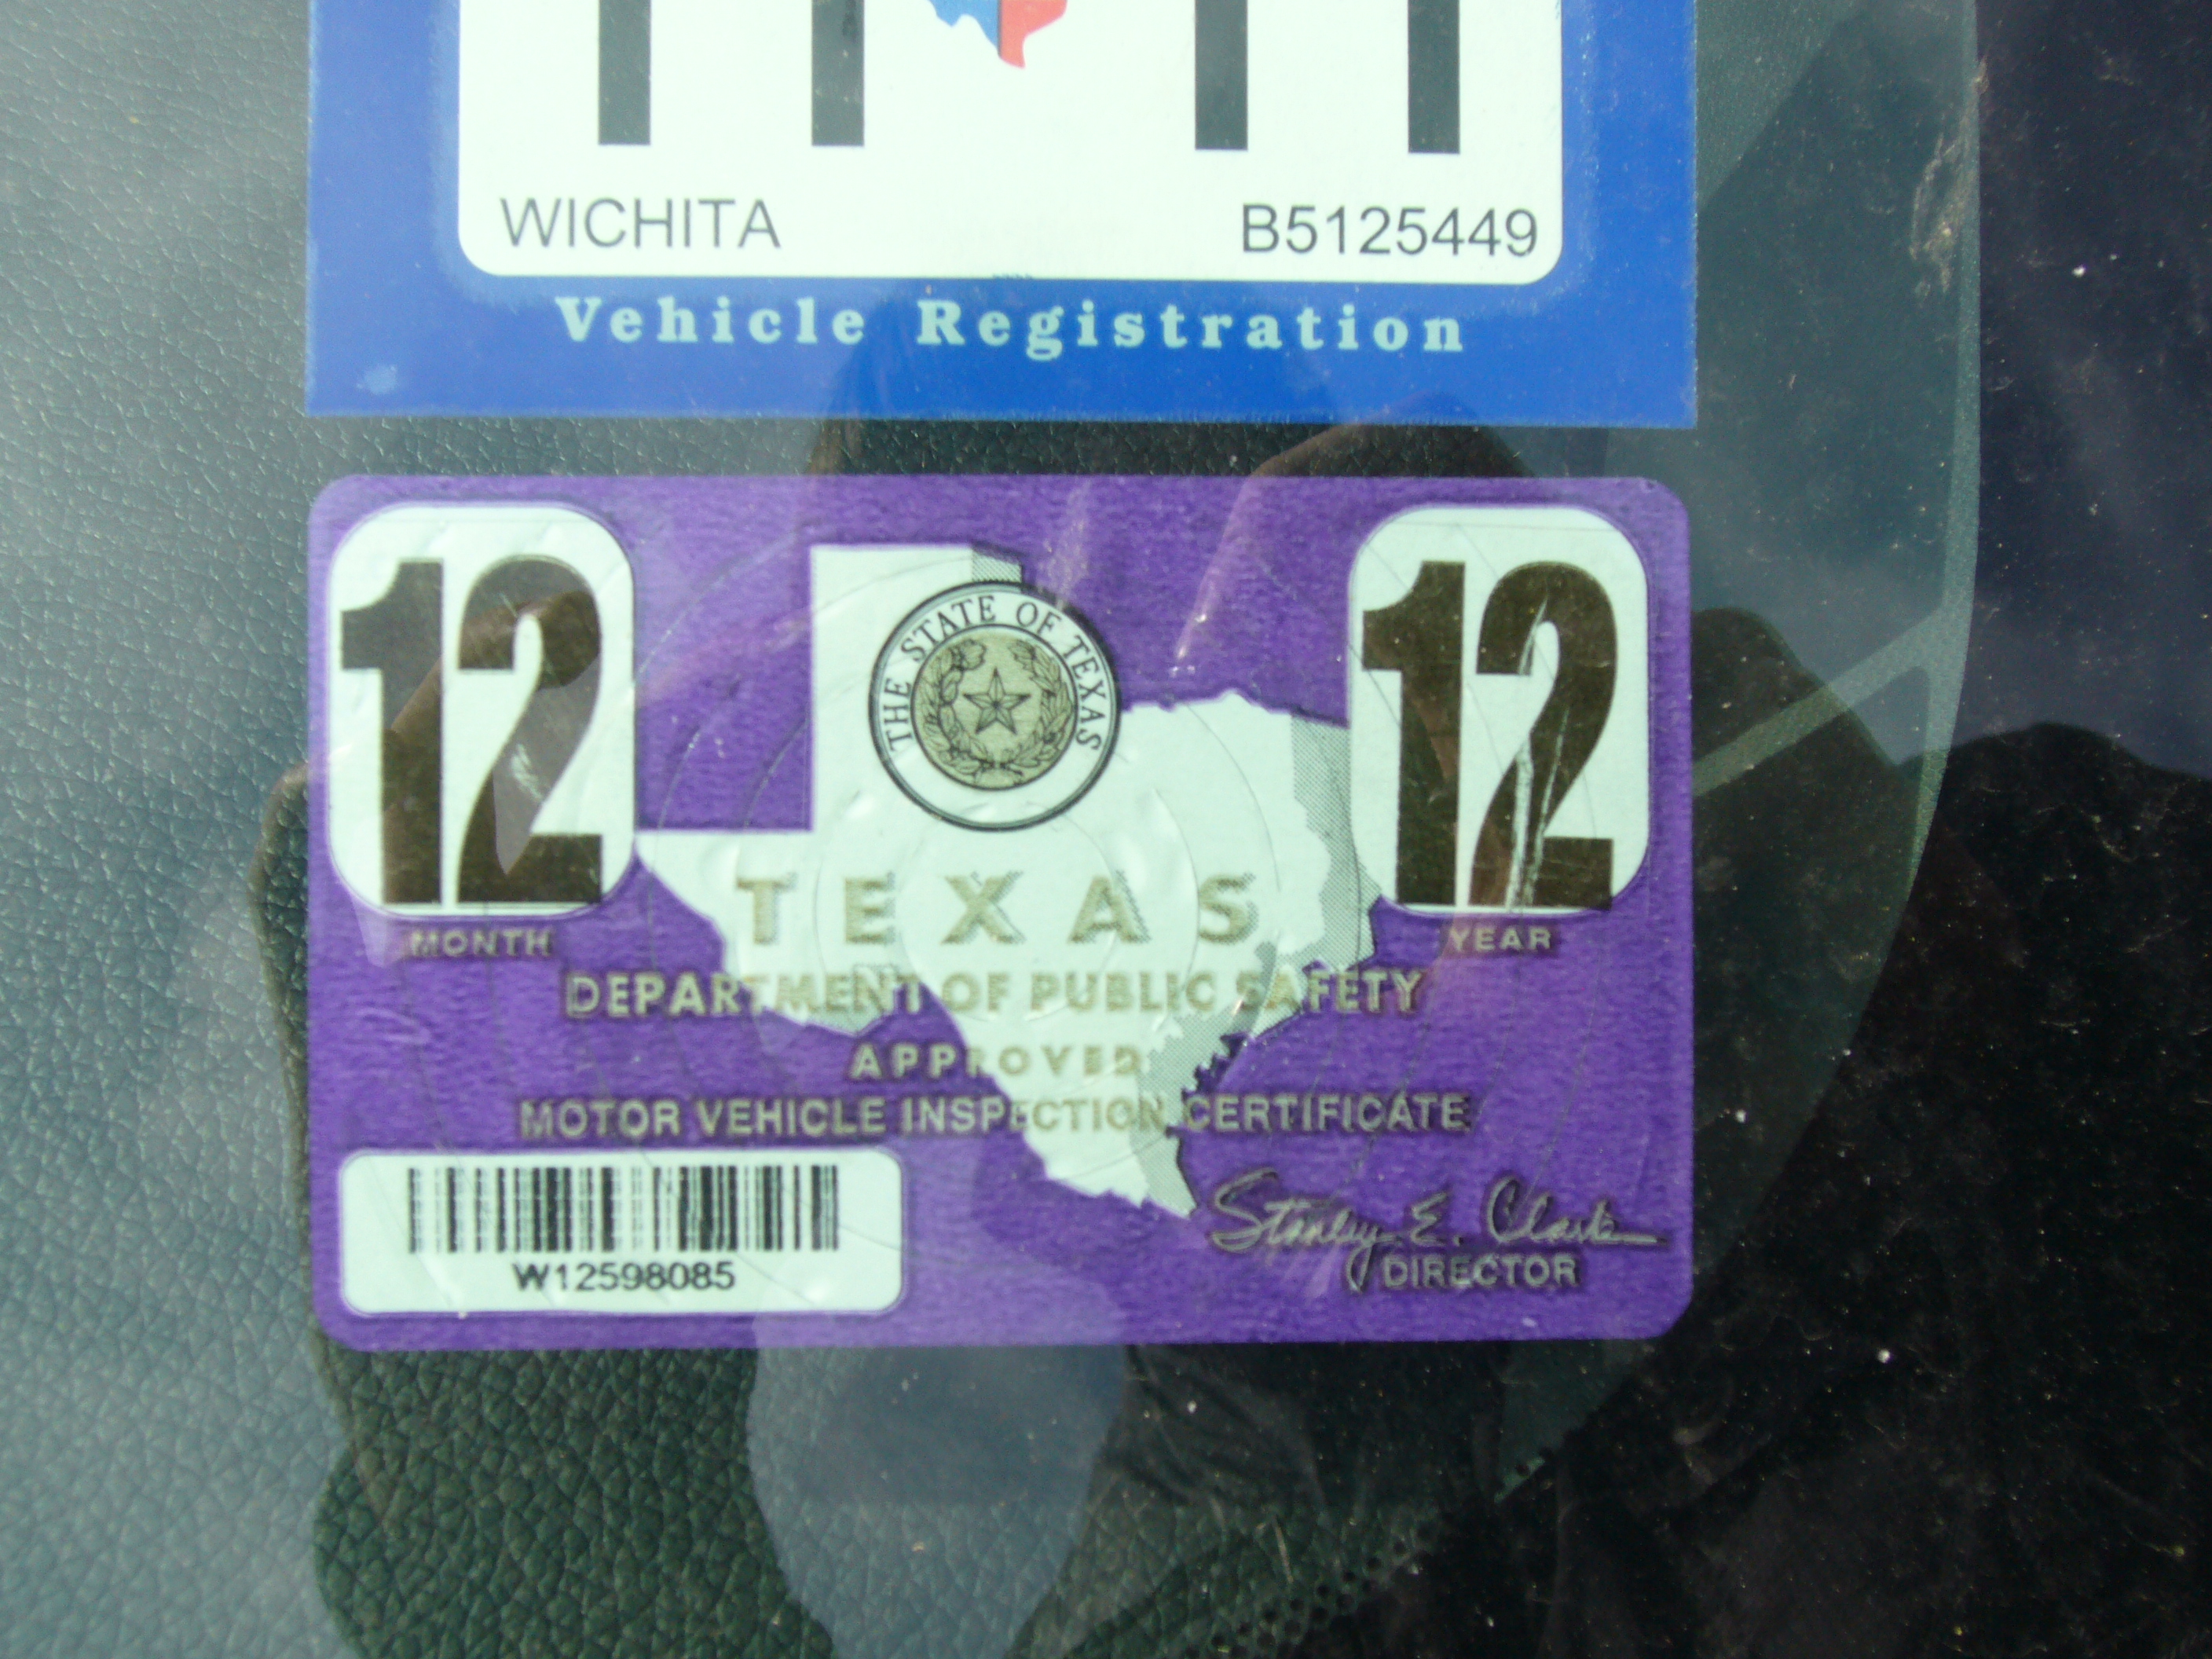 11 11
WICHITA B5125449
Vehicle Registration
12 12
THE STATE OF TEXAS
TEXAS
MONTH YEAR
DEPARTMENT OF PUBLIC SAFETY
APPROVED
MOTOR VEHICLE INSPECTION CERTIFICATE
Stanley E. Clark
W12598085 DIRECTOR